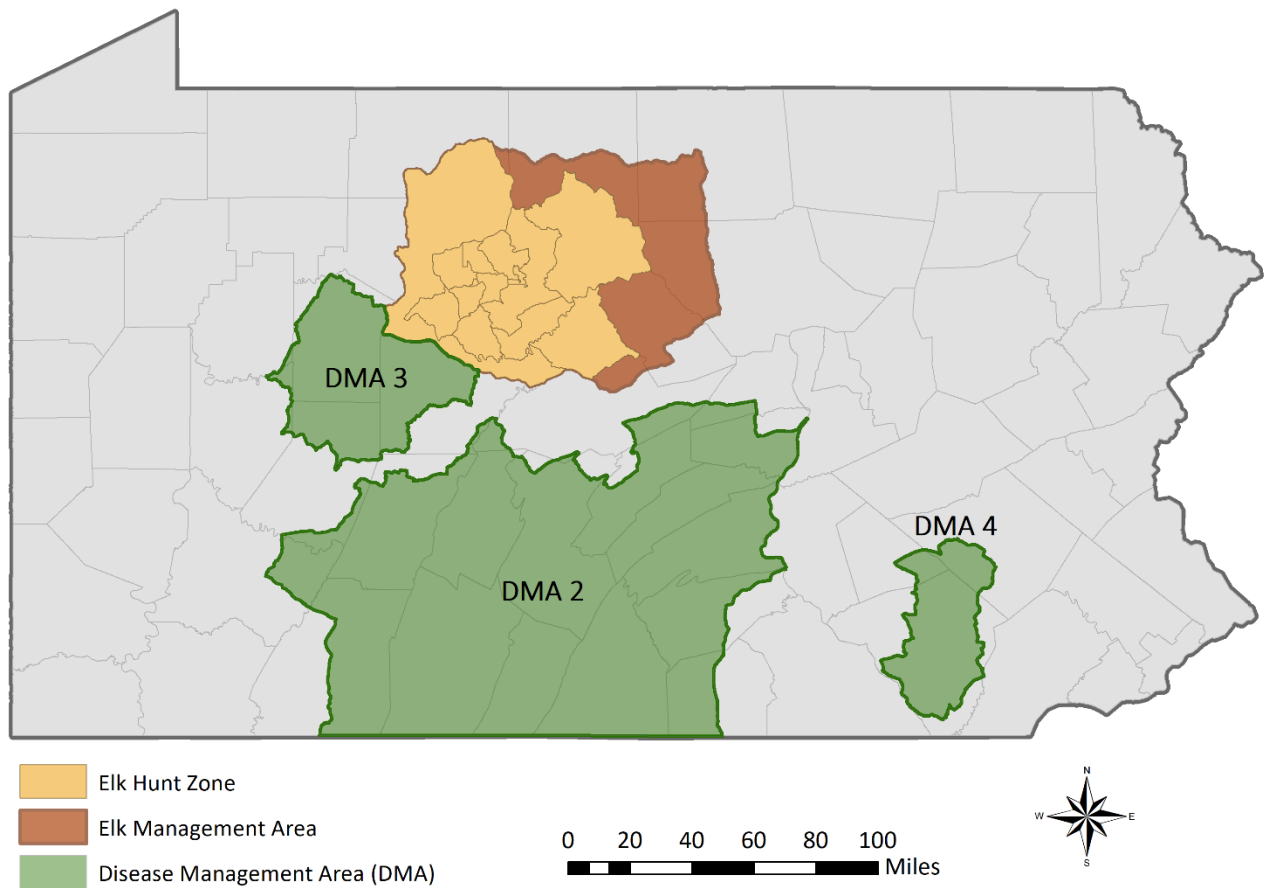 DMA 3
DMA 4
DMA 2
Elk Hunt Zone
Elk Management Area
Disease Management Area (DMA)
0 20 40 60 80 100
Miles
N
W E
S